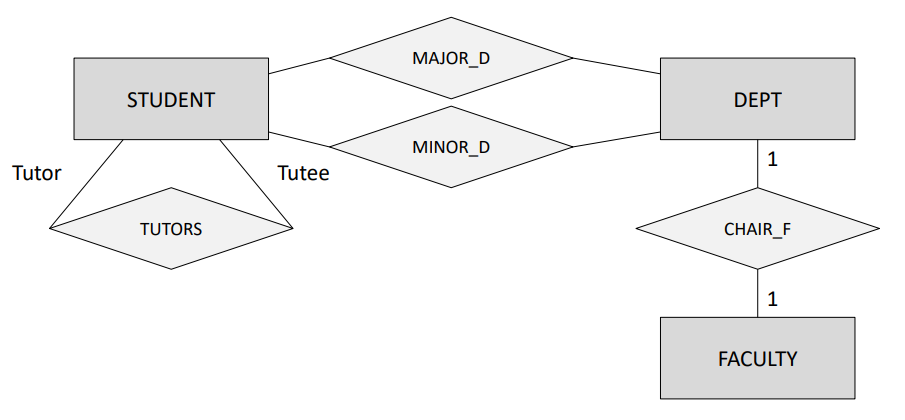 MAJOR_D
STUDENT
DEPT
MINOR_D
1
Tutor
Tutee
TUTORS
CHAIR_F
1
FACULTY